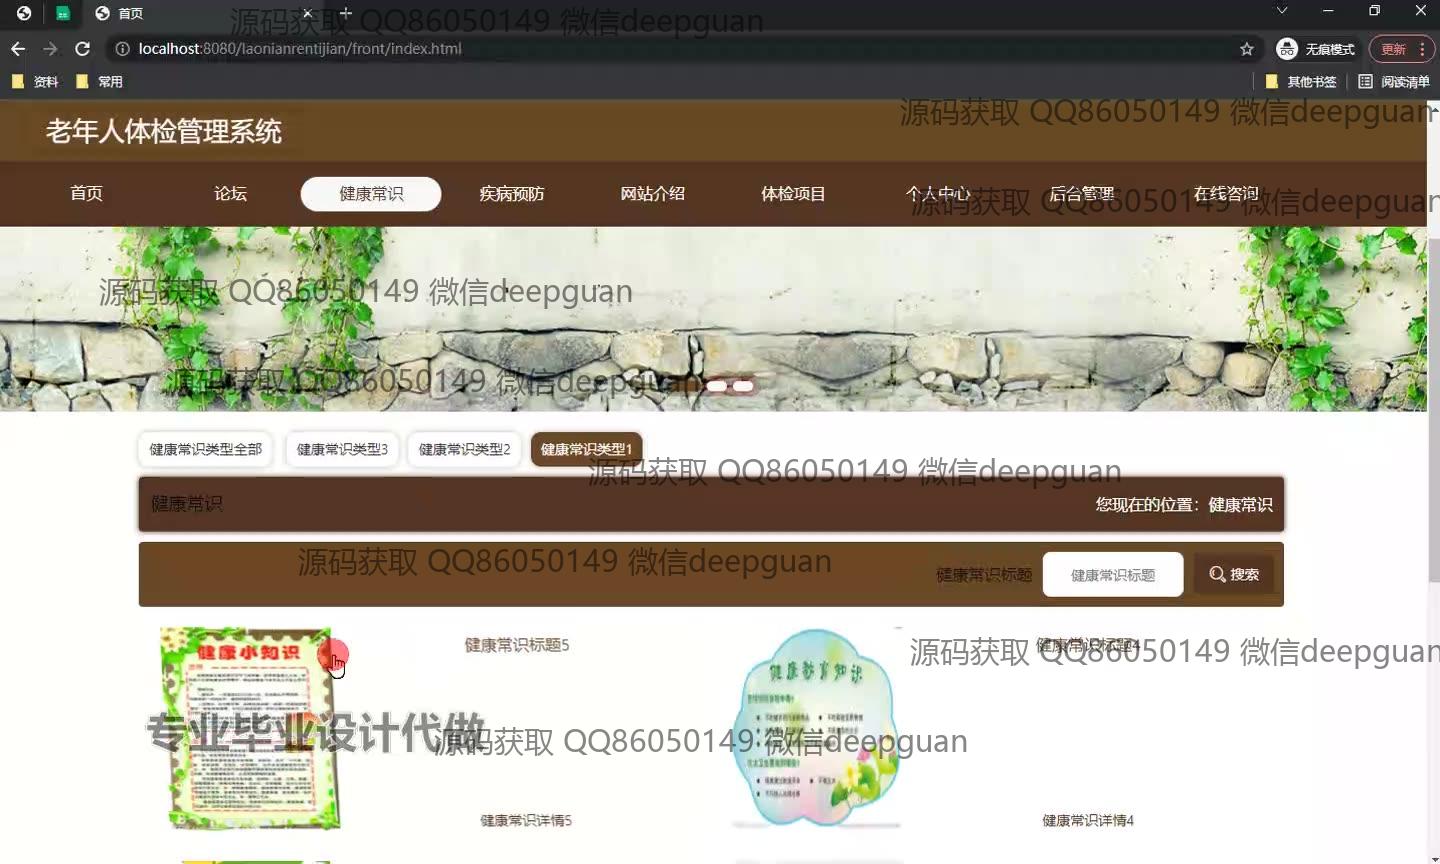 首页
源码获取 QQ86050149 微信deepguan
localhost:8080/laonianrentijian/front/index.html
无痕模式
更新
资料
常用
其他书签
阅读清单
老年人体检管理系统
源码获取 QQ86050149 微信deepguan
首页
论坛
健康常识
疾病预防
网站介绍
体检项目
个人中心
后台管理
在线咨询
源码获取 QQ86050149 微信deepguan
源码获取 QQ86050149 微信deepguan
源码获取 QQ86050149 微信deepguan
健康常识类型全部
健康常识类型3
健康常识类型2
健康常识类型1
源码获取 QQ86050149 微信deepguan
健康常识
您现在的位置：健康常识
源码获取 QQ86050149 微信deepguan
健康常识标题
健康常识标题
搜索
健康小知识
健康常识标题5
健康教育知识
健康常识标题4
源码获取 QQ86050149 微信deepguan
专业毕业设计代做
源码获取 QQ86050149 微信deepguan
健康常识详情5
健康常识详情4